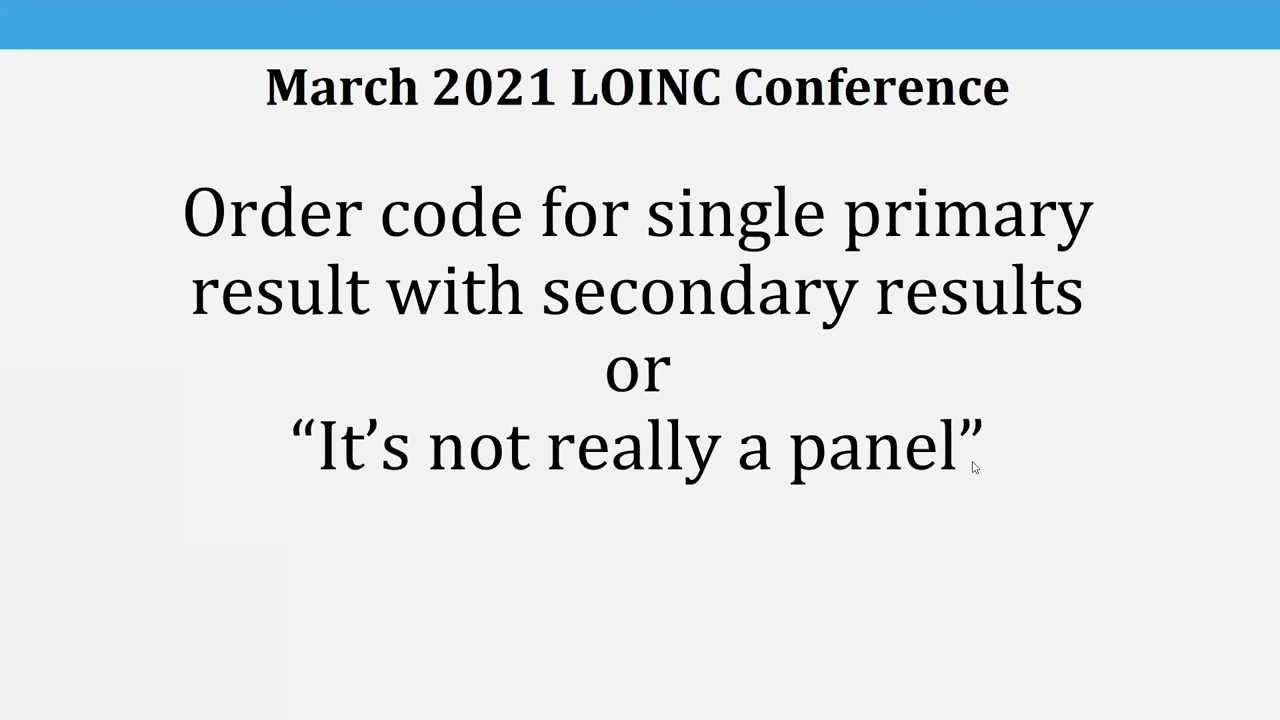 March 2021 LOINC Conference
Order code for single primary
result with secondary results
or
“It’s not really a panel”